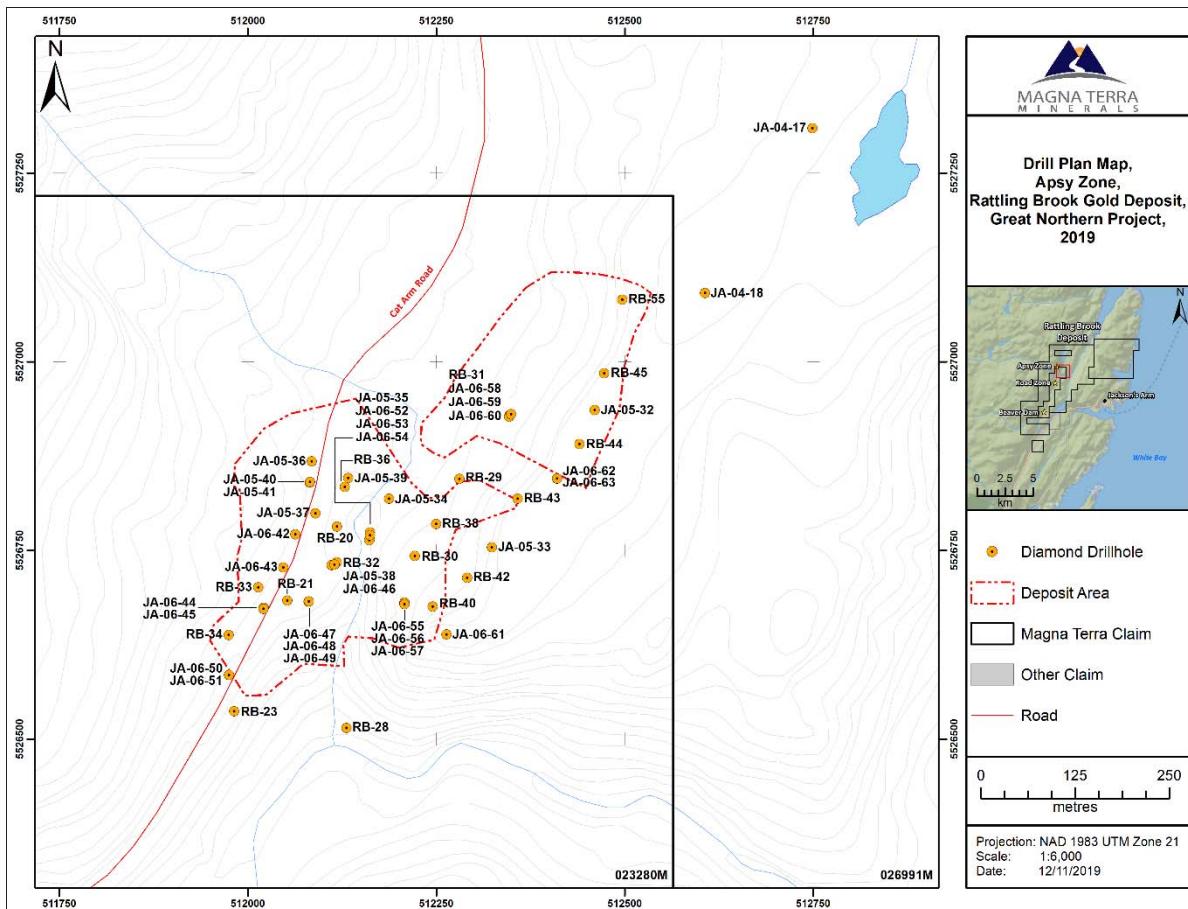 511750
512000
512250
512500
512750
N
5527250
5527000
5526750
5526500
5527250
5527000
5526750
5526500
Cat Arm Road
JA-04-17
JA-04-18
RB-55
RB-45
RB-31
JA-06-58
JA-06-59
JA-06-60
JA-05-32
RB-44
JA-05-35
JA-06-52
JA-06-53
JA-06-54
RB-36
JA-05-36
JA-05-39
JA-05-40
JA-05-41
RB-29
JA-06-62
JA-06-63
JA-05-34
RB-43
JA-05-37
RB-38
JA-06-42
RB-20
JA-05-33
RB-30
JA-06-43
RB-32
JA-05-38
JA-06-46
RB-42
RB-33
RB-21
JA-06-44
JA-06-45
RB-40
JA-06-47
JA-06-48
JA-06-49
JA-06-55
JA-06-56
JA-06-57
RB-34
JA-06-61
JA-06-50
JA-06-51
RB-23
RB-28
023280M
026991M
511750
512000
512250
512500
512750
MAGNA TERRA
MINERALS
Drill Plan Map,
Apsy Zone,
Rattling Brook Gold Deposit,
Great Northern Project,
2019
N
Rattling Brook
Deposit
Apsy Zone
Road Zone
Beaver Dam
Jackson's Arm
White Bay
0 2.5 5
km
Diamond Drillhole
Deposit Area
Magna Terra Claim
Other Claim
Road
0 125 250
metres
Projection: NAD 1983 UTM Zone 21
Scale: 1:6,000
Date: 12/11/2019